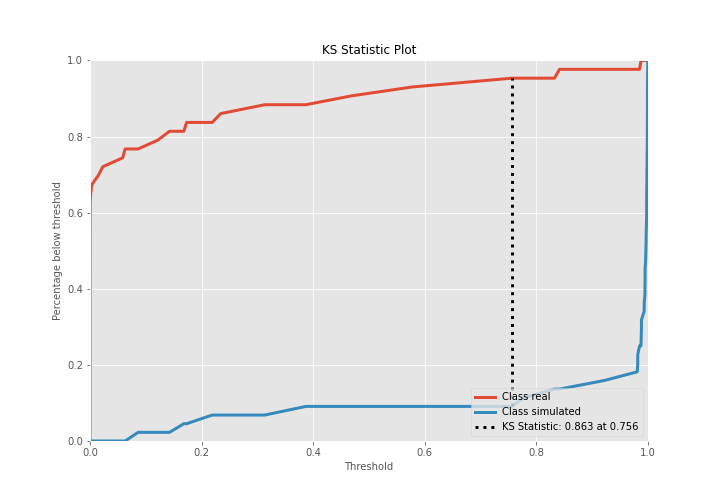 KS Statistic Plot
1.0
0.8
0.6
0.4
0.2
0.0
Percentage below threshold
Class real
Class simulated
KS Statistic: 0.863 at 0.756
0.0 0.2 0.4 0.6 0.8 1.0
Threshold